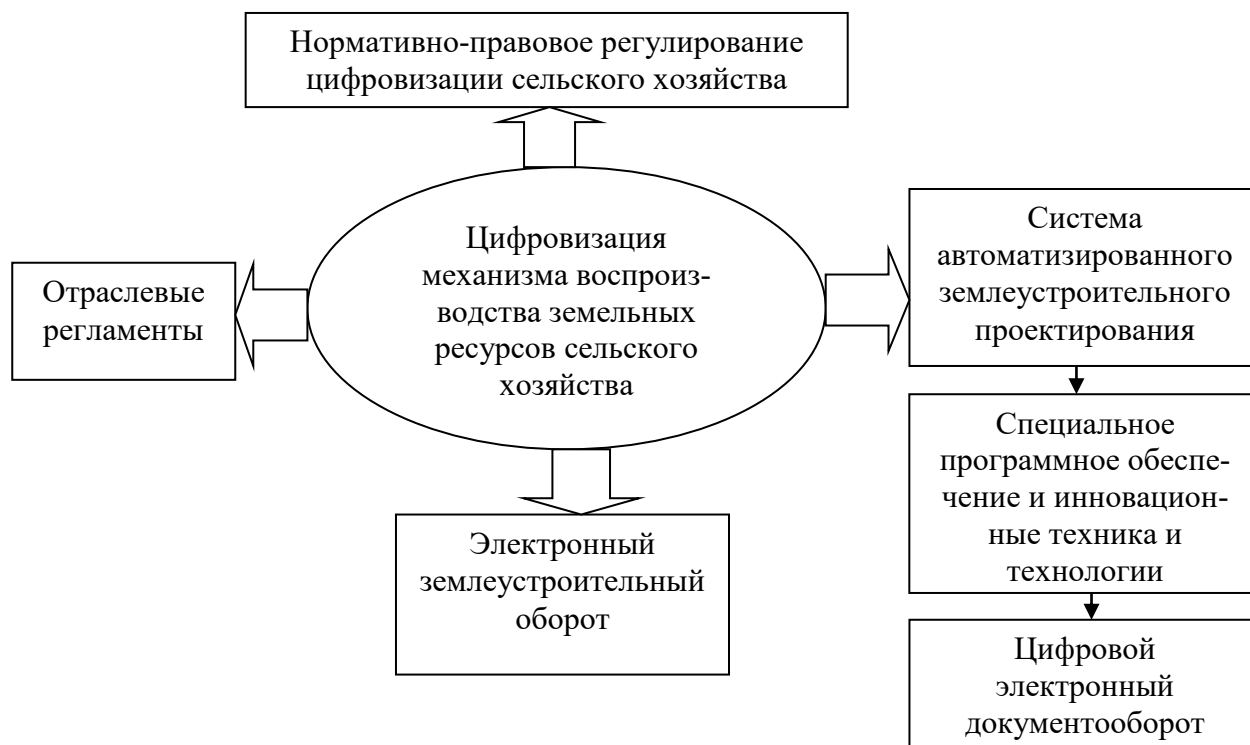 Нормативно-правовое регулирование
цифровизации сельского хозяйства
Цифровизация
механизма воспроиз-
водства земельных
ресурсов сельского
хозяйства
Отраслевые
регламенты
Система
автоматизированного
землеустроительного
проектирования
Специальное
программное обеспе-
чение и инновацион-
ные техника и
технологии
Электронный
землеустроительный
оборот
Цифровой
электронный
документооборот